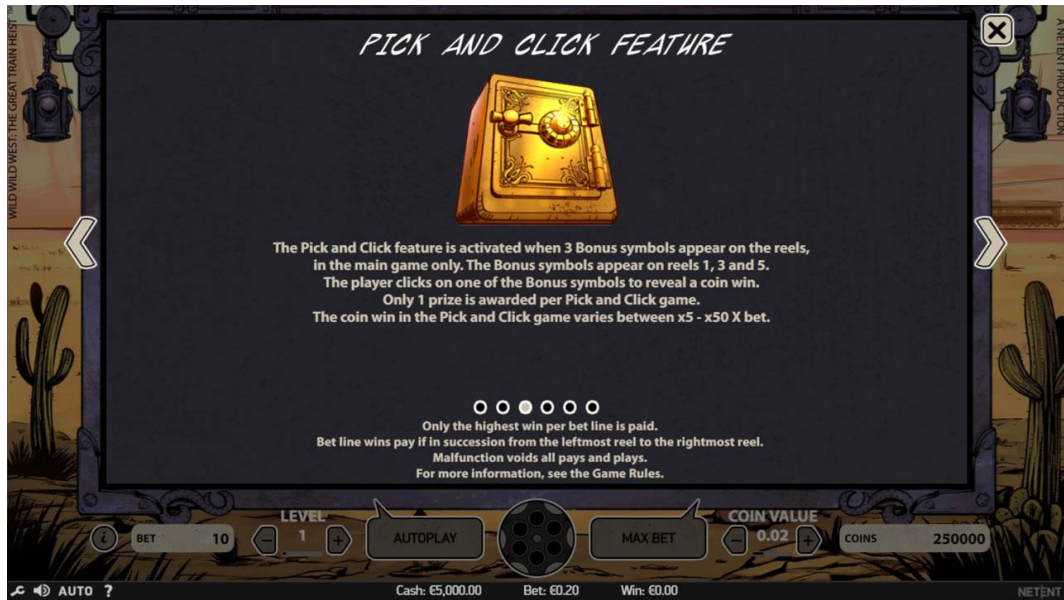 PICK AND CLICK FEATURE
WILD WILD WEST: THE GREAT TRAIN HEIST™
A NETENT PRODUCTION
The Pick and Click feature is activated when 3 Bonus symbols appear on the reels,
in the main game only. The Bonus symbols appear on reels 1, 3 and 5.
The player clicks on one of the Bonus symbols to reveal a coin win.
Only 1 prize is awarded per Pick and Click game.
The coin win in the Pick and Click game varies between x5 - x50 X bet.
Only the highest win per bet line is paid.
Bet line wins pay if in succession from the leftmost reel to the rightmost reel.
Malfunction voids all pays and plays.
For more information, see the Game Rules.
LEVEL
COIN VALUE
i
BET 10
− 1 +
AUTOPLAY
MAX BET
− 0.02 +
COINS 250000
AUTO ?
Cash: €5,000.00
Bet: €0.20
Win: €0.00
NETENT